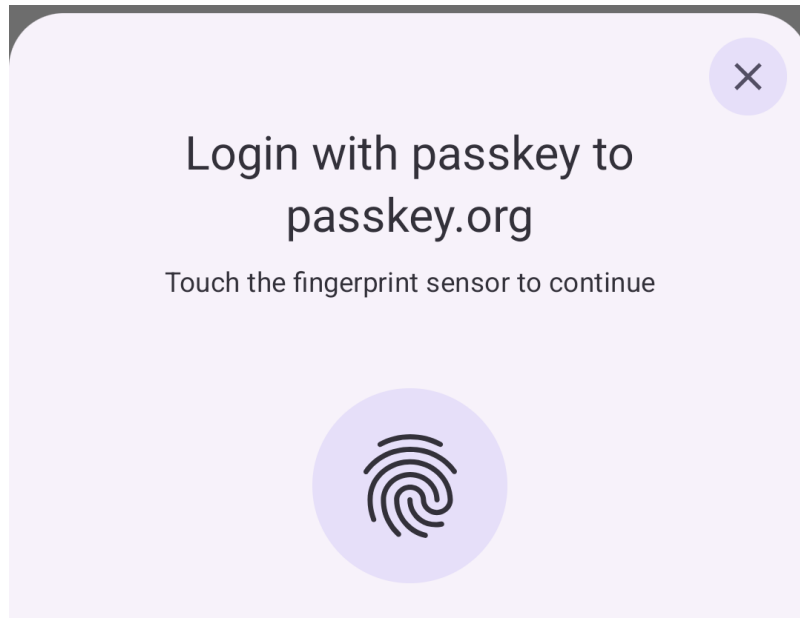 Login with passkey to
passkey.org
Touch the fingerprint sensor to continue